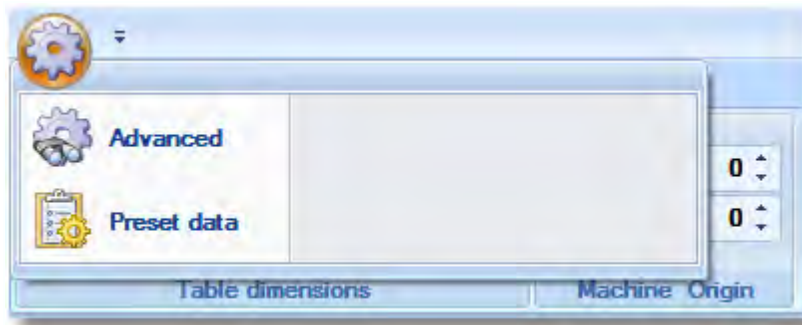 Advanced
0
Preset data
0
Table dimensions
Machine Origin